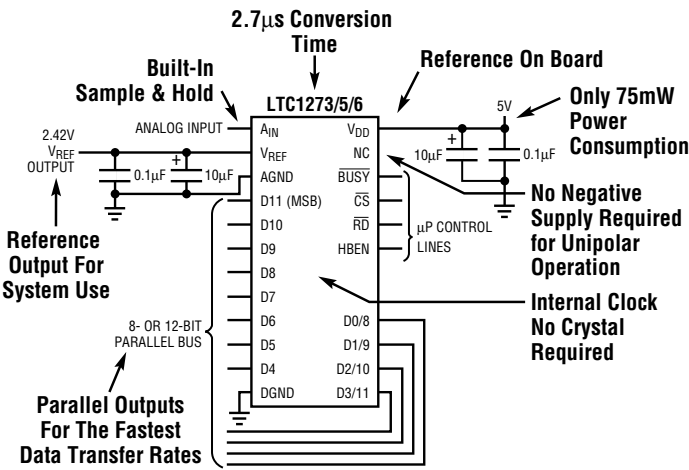 2.7µs Conversion
Time
Reference On Board
Built-In
Sample & Hold
Only 75mW
Power
Consumption
LTC1273/5/6
5V
ANALOG INPUT
2.42V
VREF
OUTPUT
0.1µF
+
10µF
AIN
VREF
AGND
D11 (MSB)
D10
D9
D8
D7
D6
D5
D4
DGND
VDD
NC
BUSY
CS
RD
HBEN
D0/8
D1/9
D2/10
D3/11
10µF
+
0.1µF
µP CONTROL
LINES
No Negative
Supply Required
for Unipolar
Operation
Reference
Output For
System Use
Internal Clock
No Crystal
Required
8- OR 12-BIT
PARALLEL BUS
Parallel Outputs
For The Fastest
Data Transfer Rates